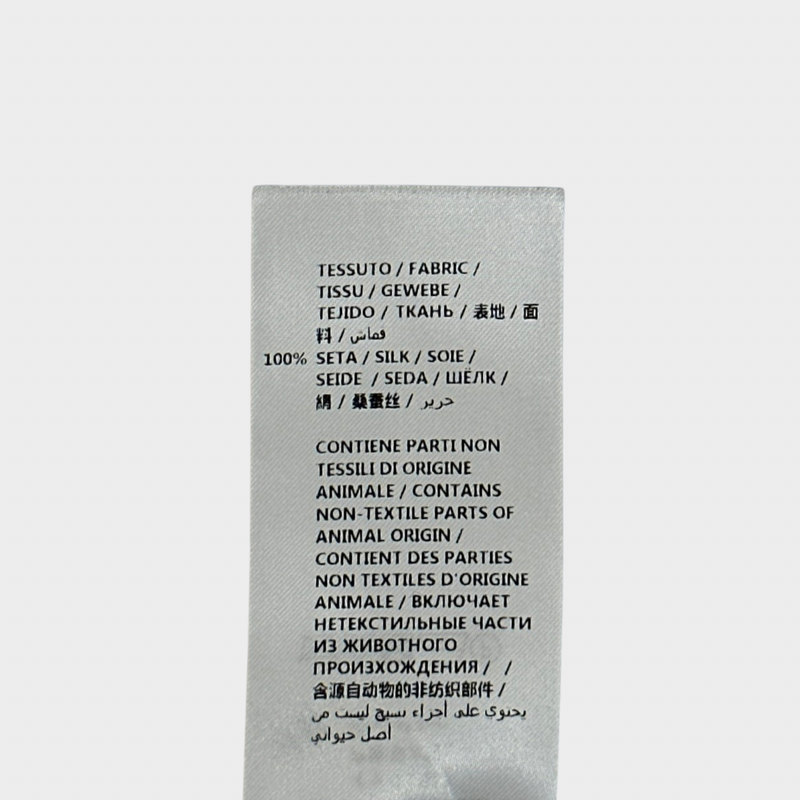 TESSUTO / FABRIC /
TISSU / GEWEBE /
TEJIDO / ТКАНЬ / 表地 / 面
料 / قماش
100% SETA / SILK / SOIE /
SEIDE / SEDA / ШЁЛК /
絹 / 桑蚕丝 / حرير
CONTIENE PARTI NON
TESSILI DI ORIGINE
ANIMALE / CONTAINS
NON-TEXTILE PARTS OF
ANIMAL ORIGIN /
CONTIENT DES PARTIES
NON TEXTILES D'ORIGINE
ANIMALE / ВКЛЮЧАЕТ
НЕТЕКСТИЛЬНЫЕ ЧАСТИ
ИЗ ЖИВОТНОГО
ПРОИЗХОЖДЕНИЯ / /
含源自动物的非纺织部件 /
يحتوي على أجزاء نسيج ليست من
أصل حيواني